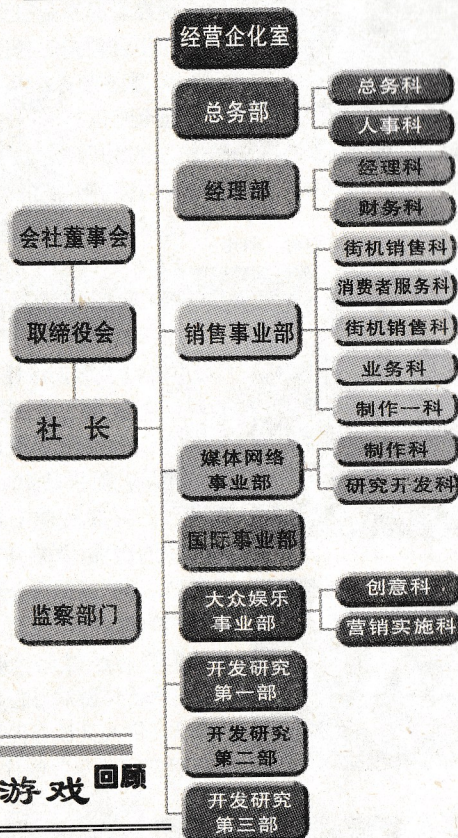 经营企化室
总务部
总务科
人事科
经理部
经理科
财务科
会社董事会
取缔役会
社 长
销售事业部
街机销售科
消费者服务科
街机销售科
业务科
制作一科
媒体网络
事业部
制作科
研究开发科
国际事业部
监察部门
大众娱乐
事业部
创意科
营销实施科
开发研究
第一部
开发研究
第二部
开发研究
第三部
游戏回顾